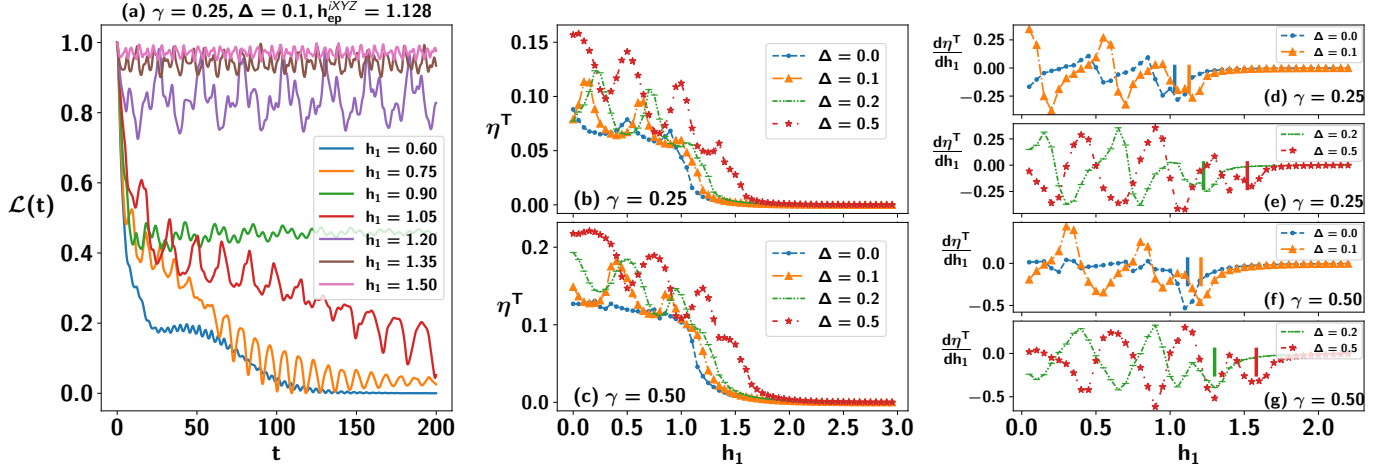 (a) γ = 0.25, Δ = 0.1, h_ep^iXYZ = 1.128
1.0
0.8
0.6
0.4
0.2
0.0
ℒ(t)
h₁ = 0.60
h₁ = 0.75
h₁ = 0.90
h₁ = 1.05
h₁ = 1.20
h₁ = 1.35
h₁ = 1.50
0 50 100 150 200
t
0.15
0.10
0.05
0.00
η^T
Δ = 0.0
Δ = 0.1
Δ = 0.2
Δ = 0.5
(b) γ = 0.25
0.2
0.1
0.0
η^T
Δ = 0.0
Δ = 0.1
Δ = 0.2
Δ = 0.5
(c) γ = 0.50
0.0 0.5 1.0 1.5 2.0 2.5 3.0
h₁
dη^T
dh₁
0.25
0.00
−0.25
Δ = 0.0
Δ = 0.1
(d) γ = 0.25
dη^T
dh₁
0.25
0.00
−0.25
Δ = 0.2
Δ = 0.5
(e) γ = 0.25
dη^T
dh₁
0.0
−0.5
Δ = 0.0
Δ = 0.1
(f) γ = 0.50
dη^T
dh₁
0.0
−0.5
Δ = 0.2
Δ = 0.5
(g) γ = 0.50
0.0 0.5 1.0 1.5 2.0
h₁